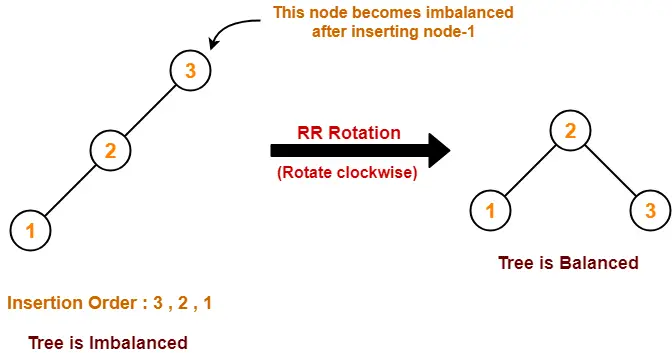 This node becomes imbalanced
after inserting node-1
3
2
1
RR Rotation
(Rotate clockwise)
2
1
3
Tree is Balanced
Insertion Order : 3 , 2 , 1
Tree is Imbalanced